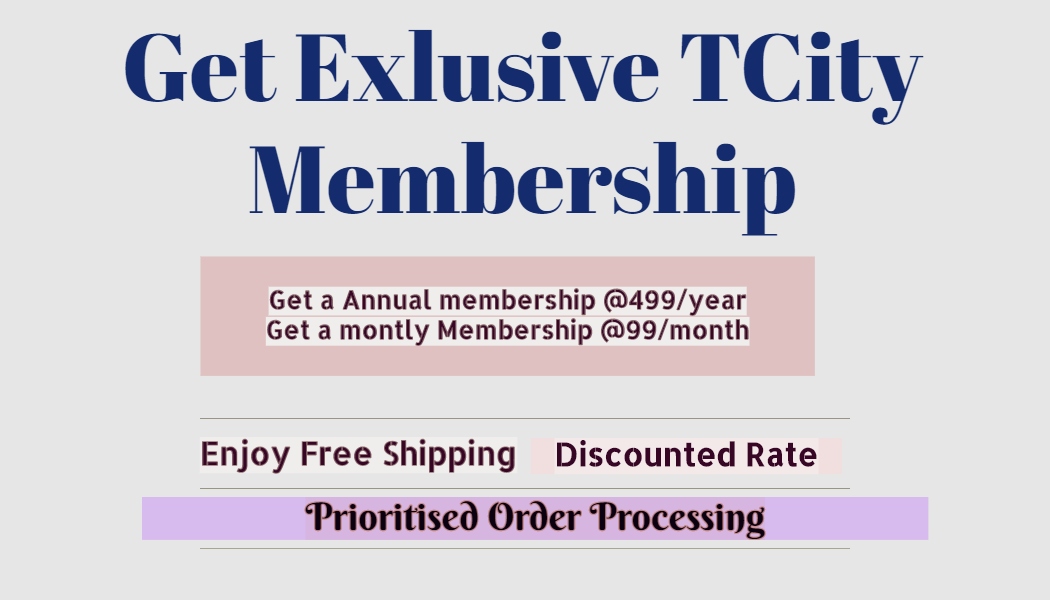 Get Exlusive TCity
Membership
Get a Annual membership @499/year
Get a montly Membership @99/month
Enjoy Free Shipping Discounted Rate
Prioritised Order Processing